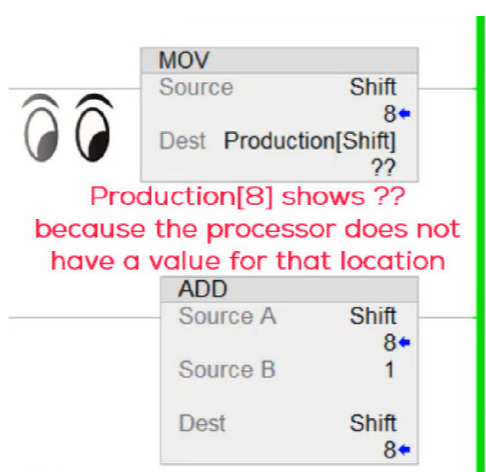 MOV
Source Shift
8
Dest Production[Shift]
??
Production[8] shows ??
because the processor does not
have a value for that location
ADD
Source A Shift
8
Source B 1
Dest Shift
8